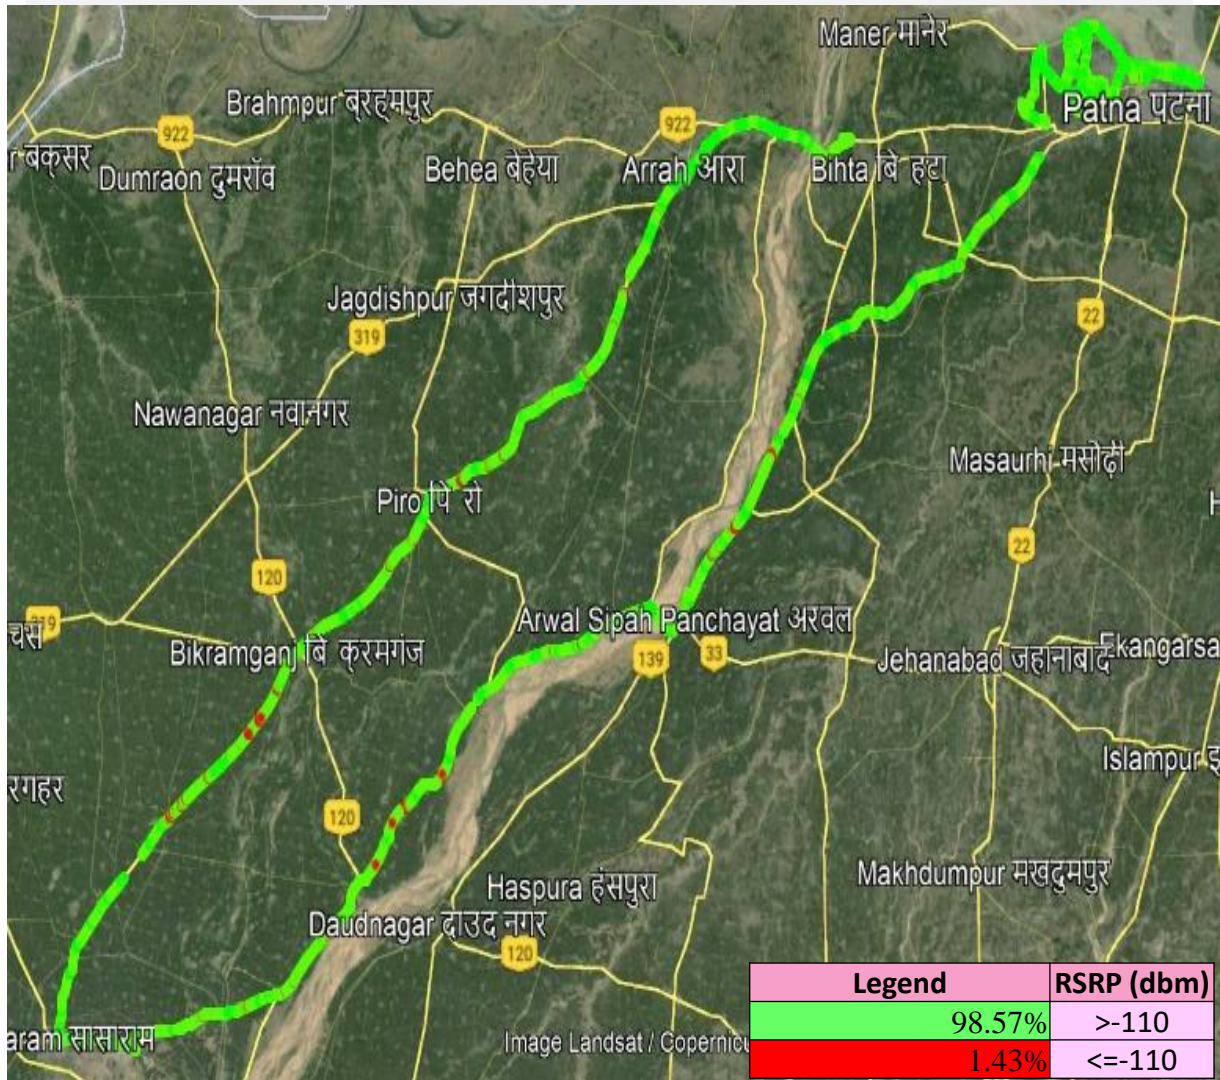 Maner मानेर
Brahmpur ब्रह्मपुर
Patna पटना
922
922
बक्सर
Dumraon दुमरॉव
Behea बेहेया
Arrah आरा
Bihta बि हटा
Jagdishpur जगदीशपुर
319
22
Nawanagar नवानगर
Masaurhi मसोढ़ी
Piro पि रो
22
120
Arwal Sipah Panchayat अरवल
Bikramganj बि क्रमगंज
139
33
Jehanabad जहानाबाद
Ekangarsa
Islampur
120
Haspura हंसपुरा
Makhdumpur मखदुमपुर
Daudnagar दाउद नगर
120
aram सासाराम
Image Landsat / Copernicu
Legend RSRP (dbm)
98.57% >-110
1.43% <=-110